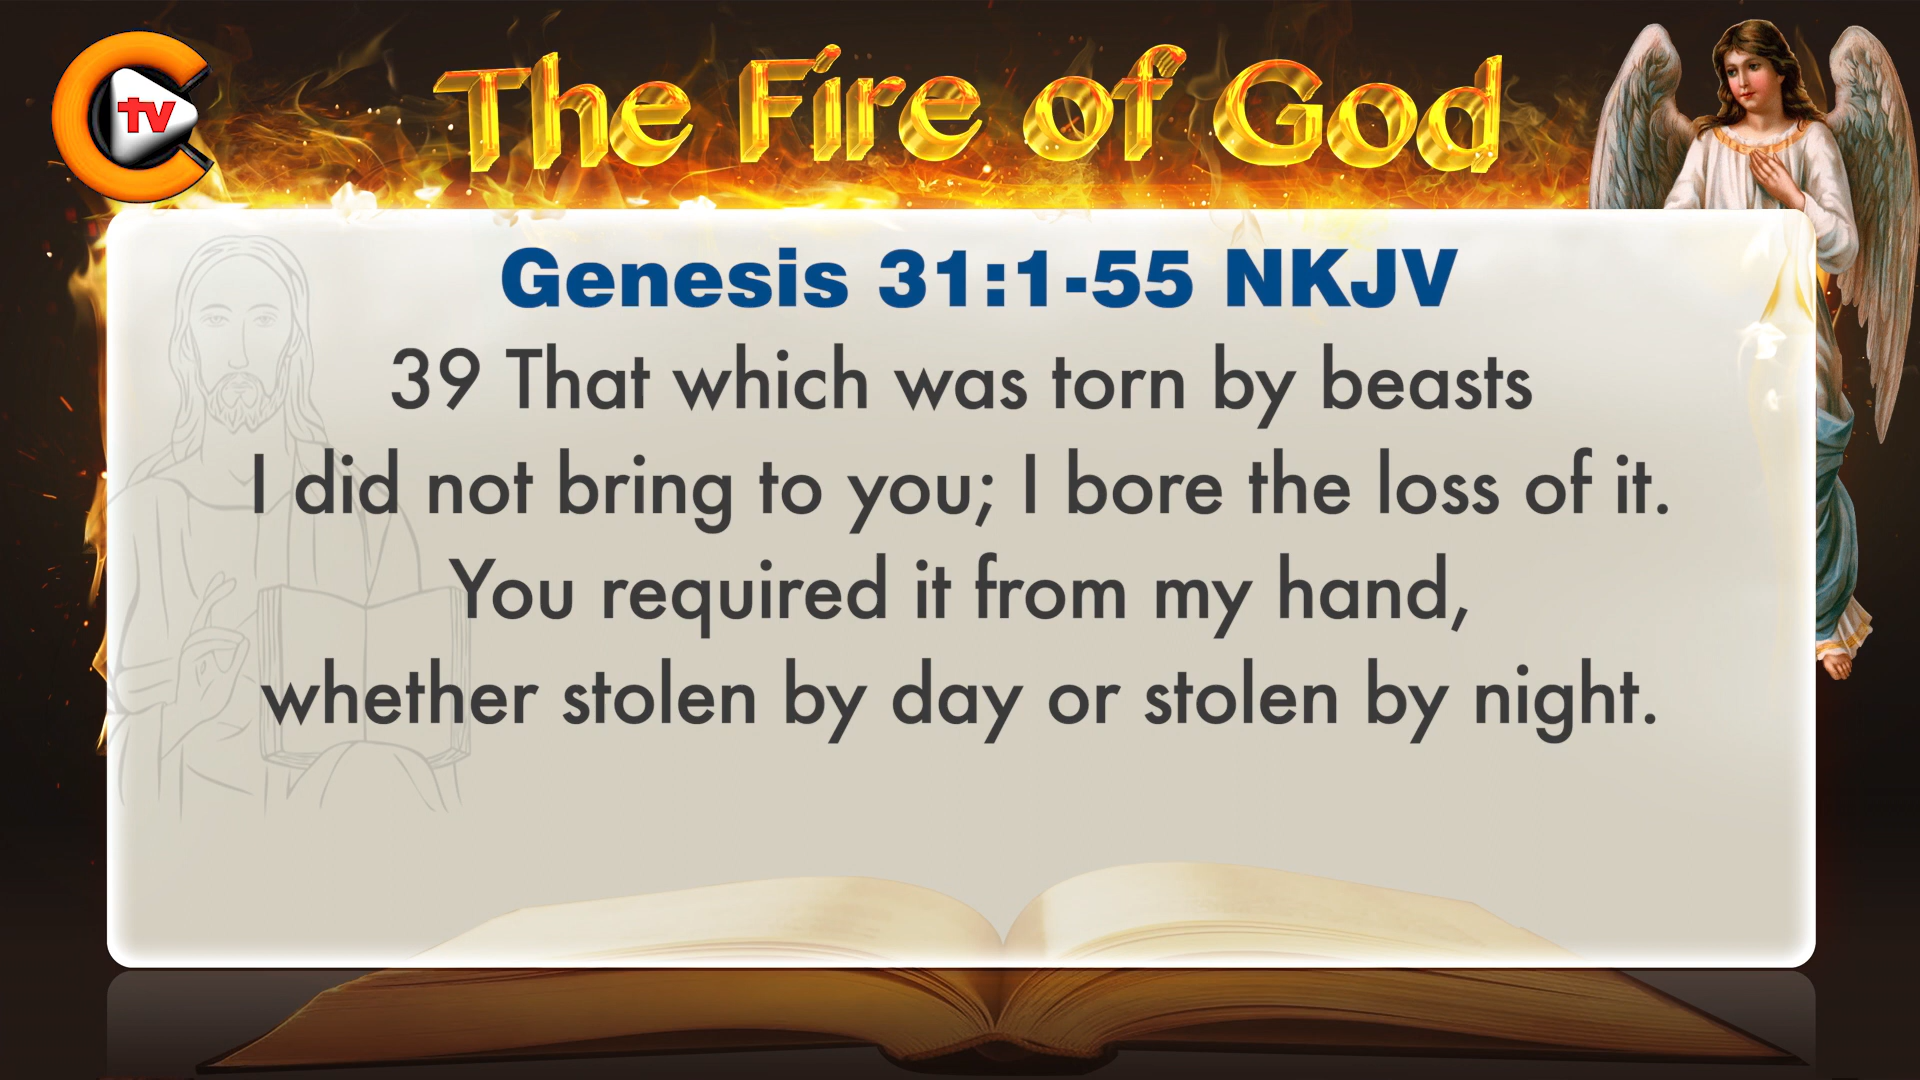 tv
The Fire of God
Genesis 31:1-55 NKJV
39 That which was torn by beasts
I did not bring to you; I bore the loss of it.
You required it from my hand,
whether stolen by day or stolen by night.